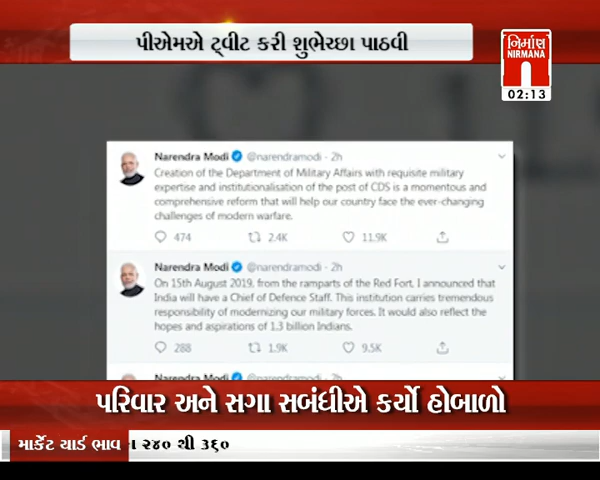 પીએમએ ટ્વીટ કરી શુભેચ્છા પાઠવી
નિર્માણ
NIRMANA
02:13
Narendra Modi @narendramodi · 2h
Creation of the Department of Military Affairs with requisite military
expertise and institutionalisation of the post of CDS is a momentous and
comprehensive reform that will help our country face the ever-changing
challenges of modern warfare.
474 2.4K 11.9K
Narendra Modi @narendramodi · 2h
On 15th August 2019, from the ramparts of the Red Fort, I announced that
India will have a Chief of Defence Staff. This institution carries tremendous
responsibility of modernizing our military forces. It would also reflect the
hopes and aspirations of 1.3 billion Indians.
288 1.9K 9.5K
Narendra Modi @narendramodi · 2h
પરિવાર અને સગા સબંધીએ કર્યો હોબાળો
માર્કેટ યાર્ડ ભાવ ૨૪૦ થી ૩૬૦